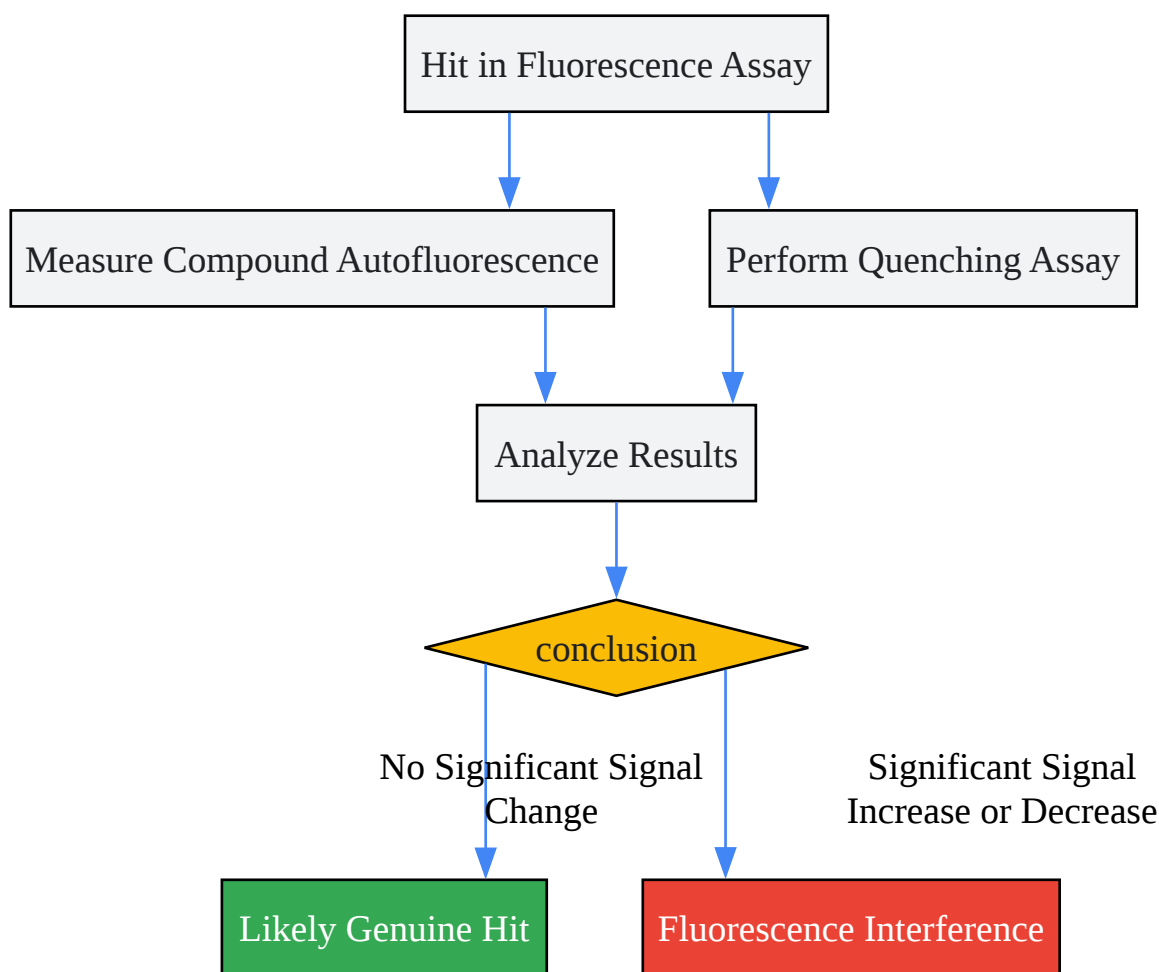 Hit in Fluorescence Assay
Measure Compound Autofluorescence
Perform Quenching Assay
Analyze Results
conclusion
No Significant Signal
Change
Significant Signal
Increase or Decrease
Likely Genuine Hit
Fluorescence Interference